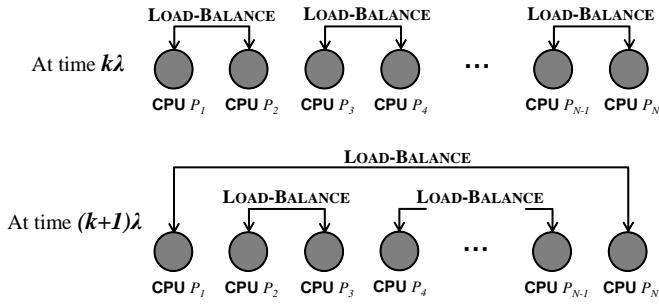 LOAD-BALANCE LOAD-BALANCE LOAD-BALANCE
At time kλ
...
CPU P1 CPU P2 CPU P3 CPU P4 CPU PN-1 CPU PN
LOAD-BALANCE
LOAD-BALANCE LOAD-BALANCE
At time (k+1)λ
...
CPU P1 CPU P2 CPU P3 CPU P4 CPU PN-1 CPU PN